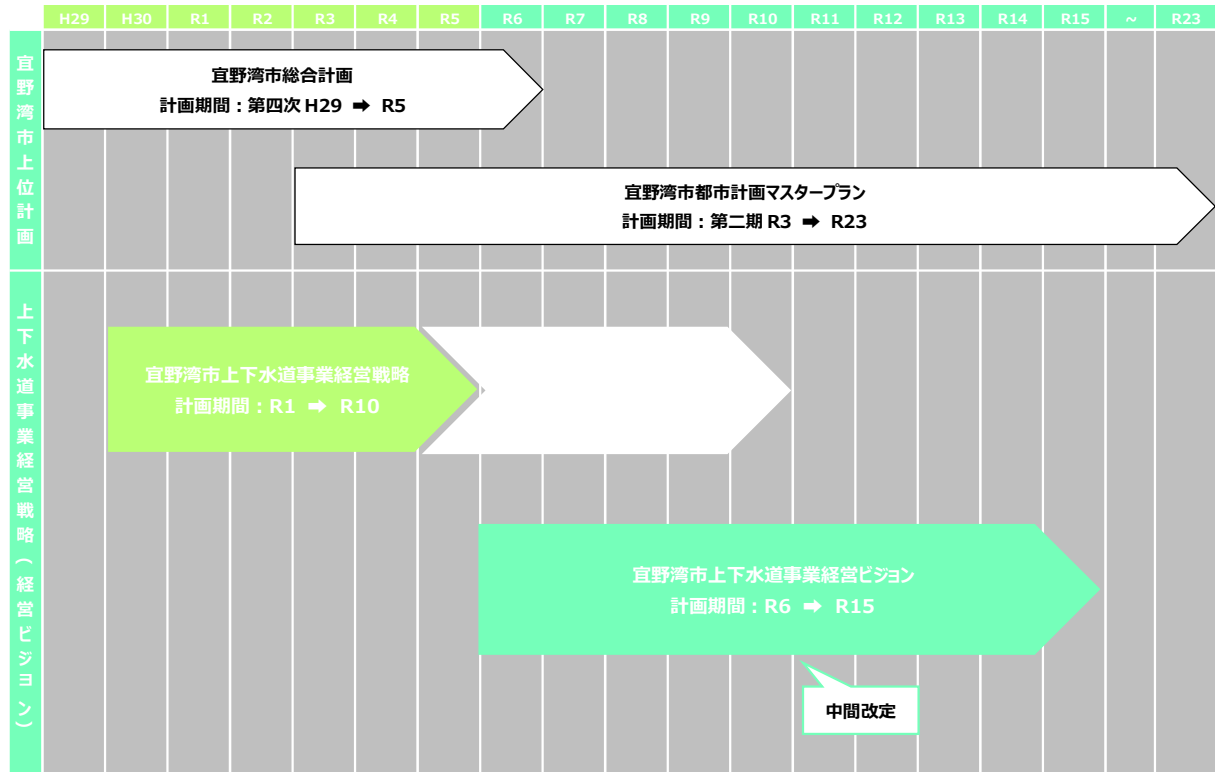 H29 H30 R1 R2 R3 R4 R5 R6 R7 R8 R9 R10 R11 R12 R13 R14 R15 ~ R23
宜野湾市上位計画
宜野湾市総合計画
計画期間：第四次 H29 ➡ R5
宜野湾市都市計画マスタープラン
計画期間：第二期 R3 ➡ R23
上下水道事業経営戦略(経営ビジョン)
宜野湾市上下水道事業経営戦略
計画期間：R1 ➡ R10
宜野湾市上下水道事業経営ビジョン
計画期間：R6 ➡ R15
中間改定